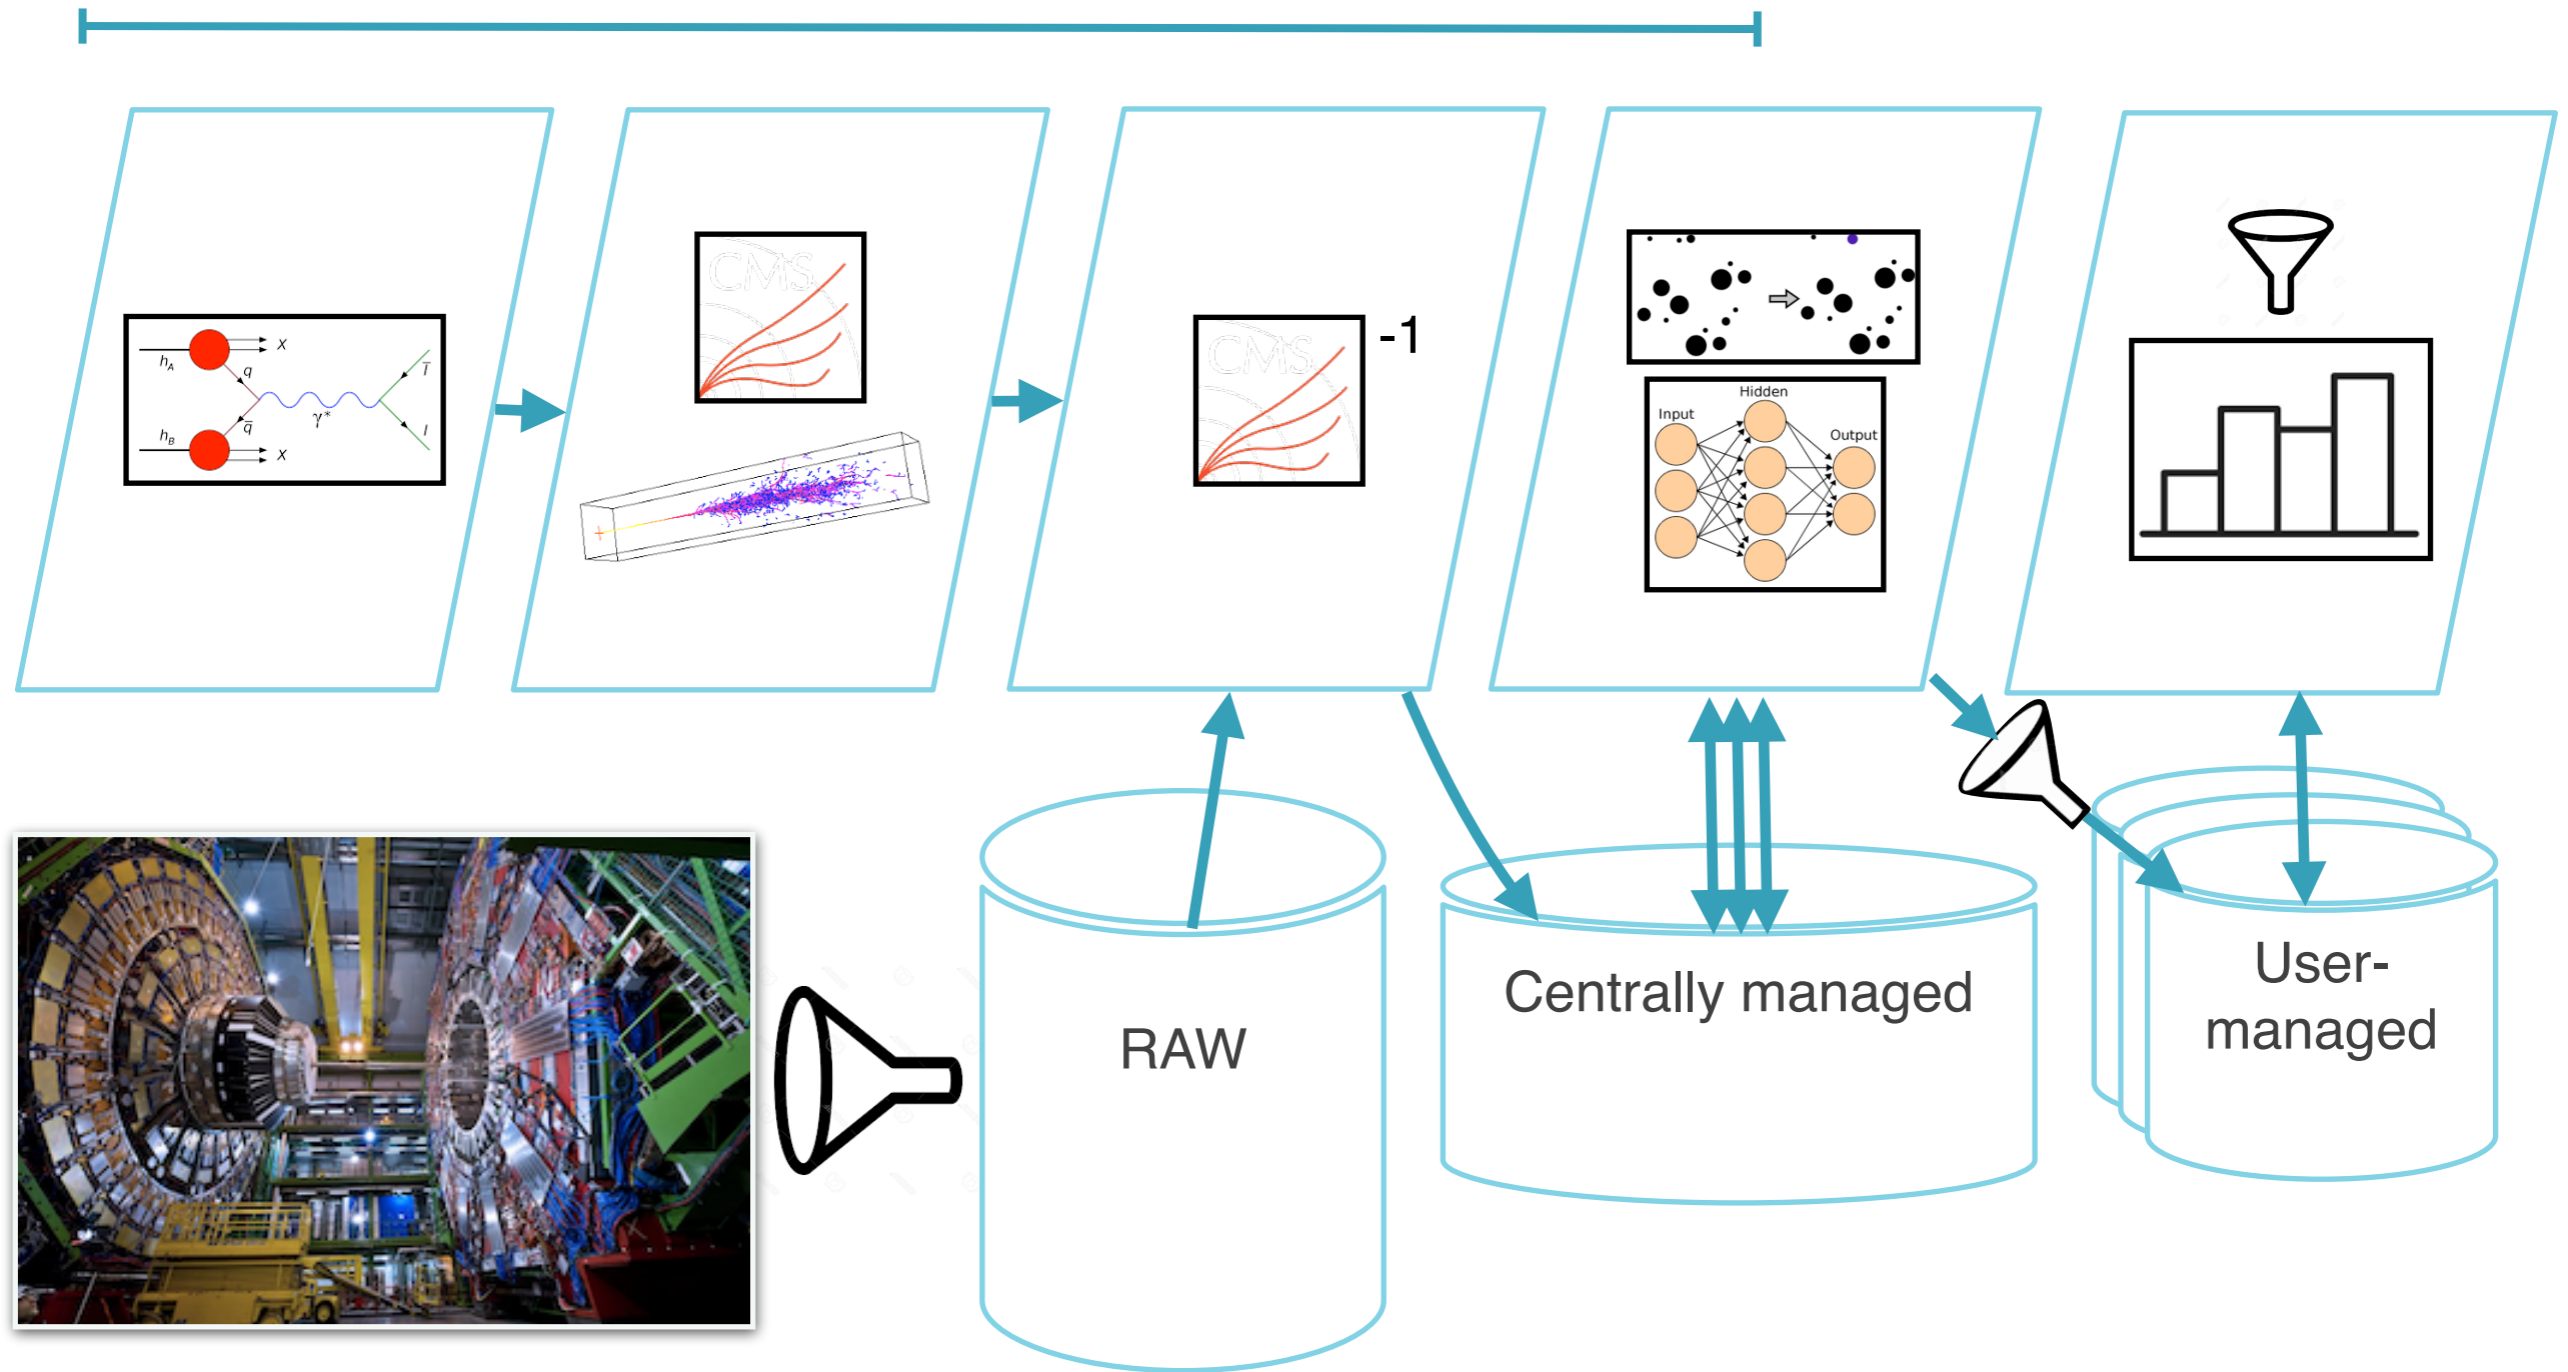 h_A
X
q
γ*
l̅
q̅
l
h_B
X
CMS
CMS
-1
Input
Hidden
Output
RAW
Centrally managed
User-
managed